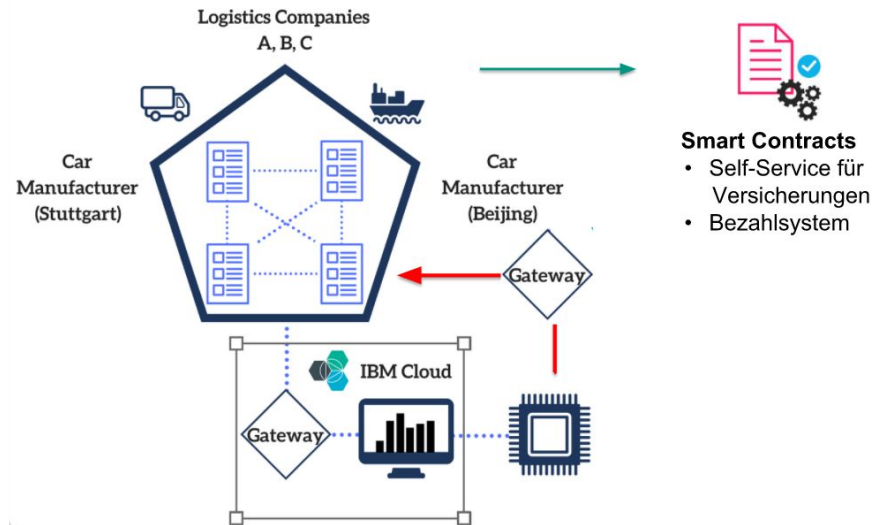 Logistics Companies
A, B, C
Car
Manufacturer
(Stuttgart)
Car
Manufacturer
(Beijing)
Gateway
IBM Cloud
Gateway
Smart Contracts
• Self-Service für
Versicherungen
• Bezahlsystem